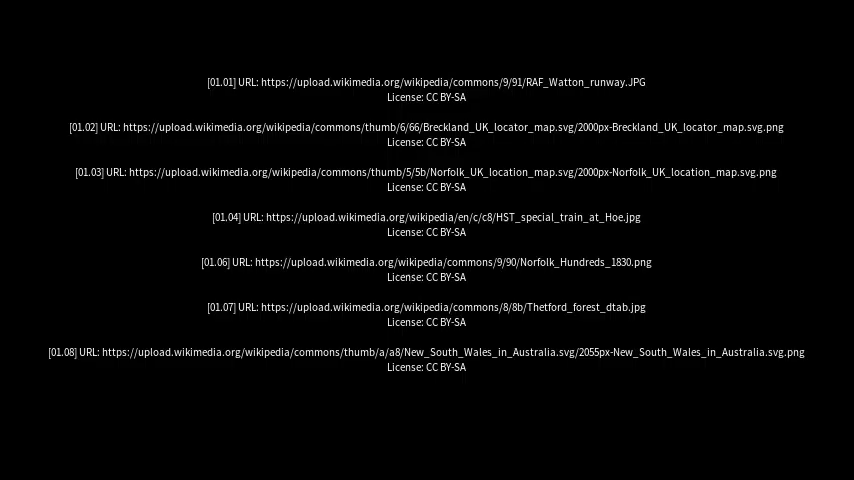 [01.01] URL: https://upload.wikimedia.org/wikipedia/commons/9/91/RAF_Watton_runway.JPG
License: CC BY-SA
[01.02] URL: https://upload.wikimedia.org/wikipedia/commons/thumb/6/66/Breckland_UK_locator_map.svg/2000px-Breckland_UK_locator_map.svg.png
License: CC BY-SA
[01.03] URL: https://upload.wikimedia.org/wikipedia/commons/thumb/5/5b/Norfolk_UK_location_map.svg/2000px-Norfolk_UK_location_map.svg.png
License: CC BY-SA
[01.04] URL: https://upload.wikimedia.org/wikipedia/en/c/c8/HST_special_train_at_Hoe.jpg
License: CC BY-SA
[01.06] URL: https://upload.wikimedia.org/wikipedia/commons/9/90/Norfolk_Hundreds_1830.png
License: CC BY-SA
[01.07] URL: https://upload.wikimedia.org/wikipedia/commons/8/8b/Thetford_forest_dtab.jpg
License: CC BY-SA
[01.08] URL: https://upload.wikimedia.org/wikipedia/commons/thumb/a/a8/New_South_Wales_in_Australia.svg/2055px-New_South_Wales_in_Australia.svg.png
License: CC BY-SA